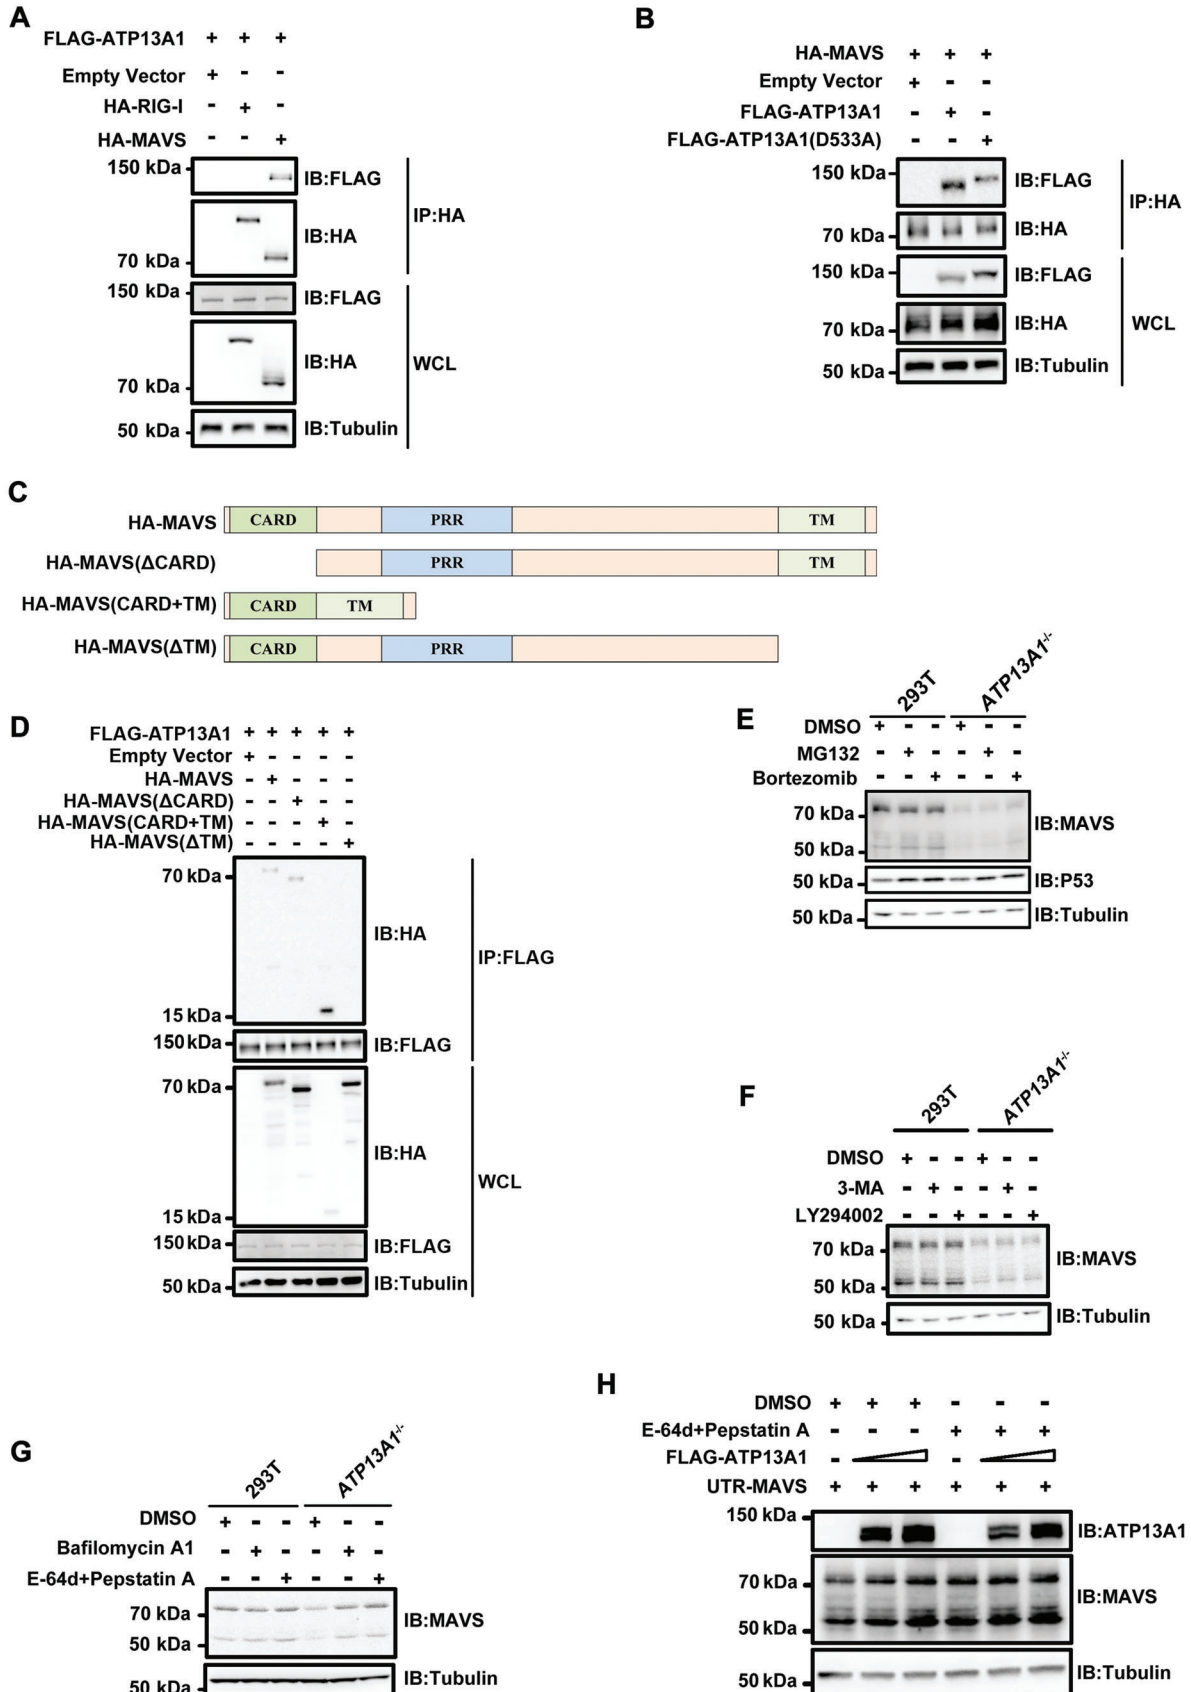 A
FLAG-ATP13A1 + + +
Empty Vector + - -
HA-RIG-I - + -
HA-MAVS - - +
150 kDa
IB:FLAG
IP:HA
IB:HA
70 kDa
150 kDa
IB:FLAG
IB:HA
WCL
70 kDa
50 kDa
IB:Tubulin
B
HA-MAVS + + +
Empty Vector + - -
FLAG-ATP13A1 - + -
FLAG-ATP13A1(D533A) - - +
150 kDa
IB:FLAG
IP:HA
70 kDa
IB:HA
150 kDa
IB:FLAG
70 kDa
IB:HA
WCL
50 kDa
IB:Tubulin
C
HA-MAVS CARD PRR TM
HA-MAVS(ΔCARD) PRR TM
HA-MAVS(CARD+TM) CARD TM
HA-MAVS(ΔTM) CARD PRR
D
FLAG-ATP13A1 + + + + +
Empty Vector + - - - -
HA-MAVS - + - - -
HA-MAVS(ΔCARD) - - + - -
HA-MAVS(CARD+TM) - - - + -
HA-MAVS(ΔTM) - - - - +
70 kDa
IB:HA
IP:FLAG
15 kDa
150 kDa
IB:FLAG
70 kDa
IB:HA
WCL
15 kDa
150 kDa
IB:FLAG
50 kDa
IB:Tubulin
E
293T ATP13A1-/-
DMSO + - - + - -
MG132 - + - - + -
Bortezomib - - + - - +
70 kDa
IB:MAVS
50 kDa
50 kDa
IB:P53
50 kDa
IB:Tubulin
F
293T ATP13A1-/-
DMSO + - - + - -
3-MA - + - - + -
LY294002 - - + - - +
70 kDa
IB:MAVS
50 kDa
50 kDa
IB:Tubulin
G
293T ATP13A1-/-
DMSO + - - + - -
Bafilomycin A1 - + - - + -
E-64d+Pepstatin A - - + - - +
70 kDa
IB:MAVS
50 kDa
50 kDa
IB:Tubulin
H
DMSO + + + - - -
E-64d+Pepstatin A - - - + + +
FLAG-ATP13A1 - -
UTR-MAVS + + + + + +
150 kDa
IB:ATP13A1
70 kDa
IB:MAVS
50 kDa
50 kDa
IB:Tubulin